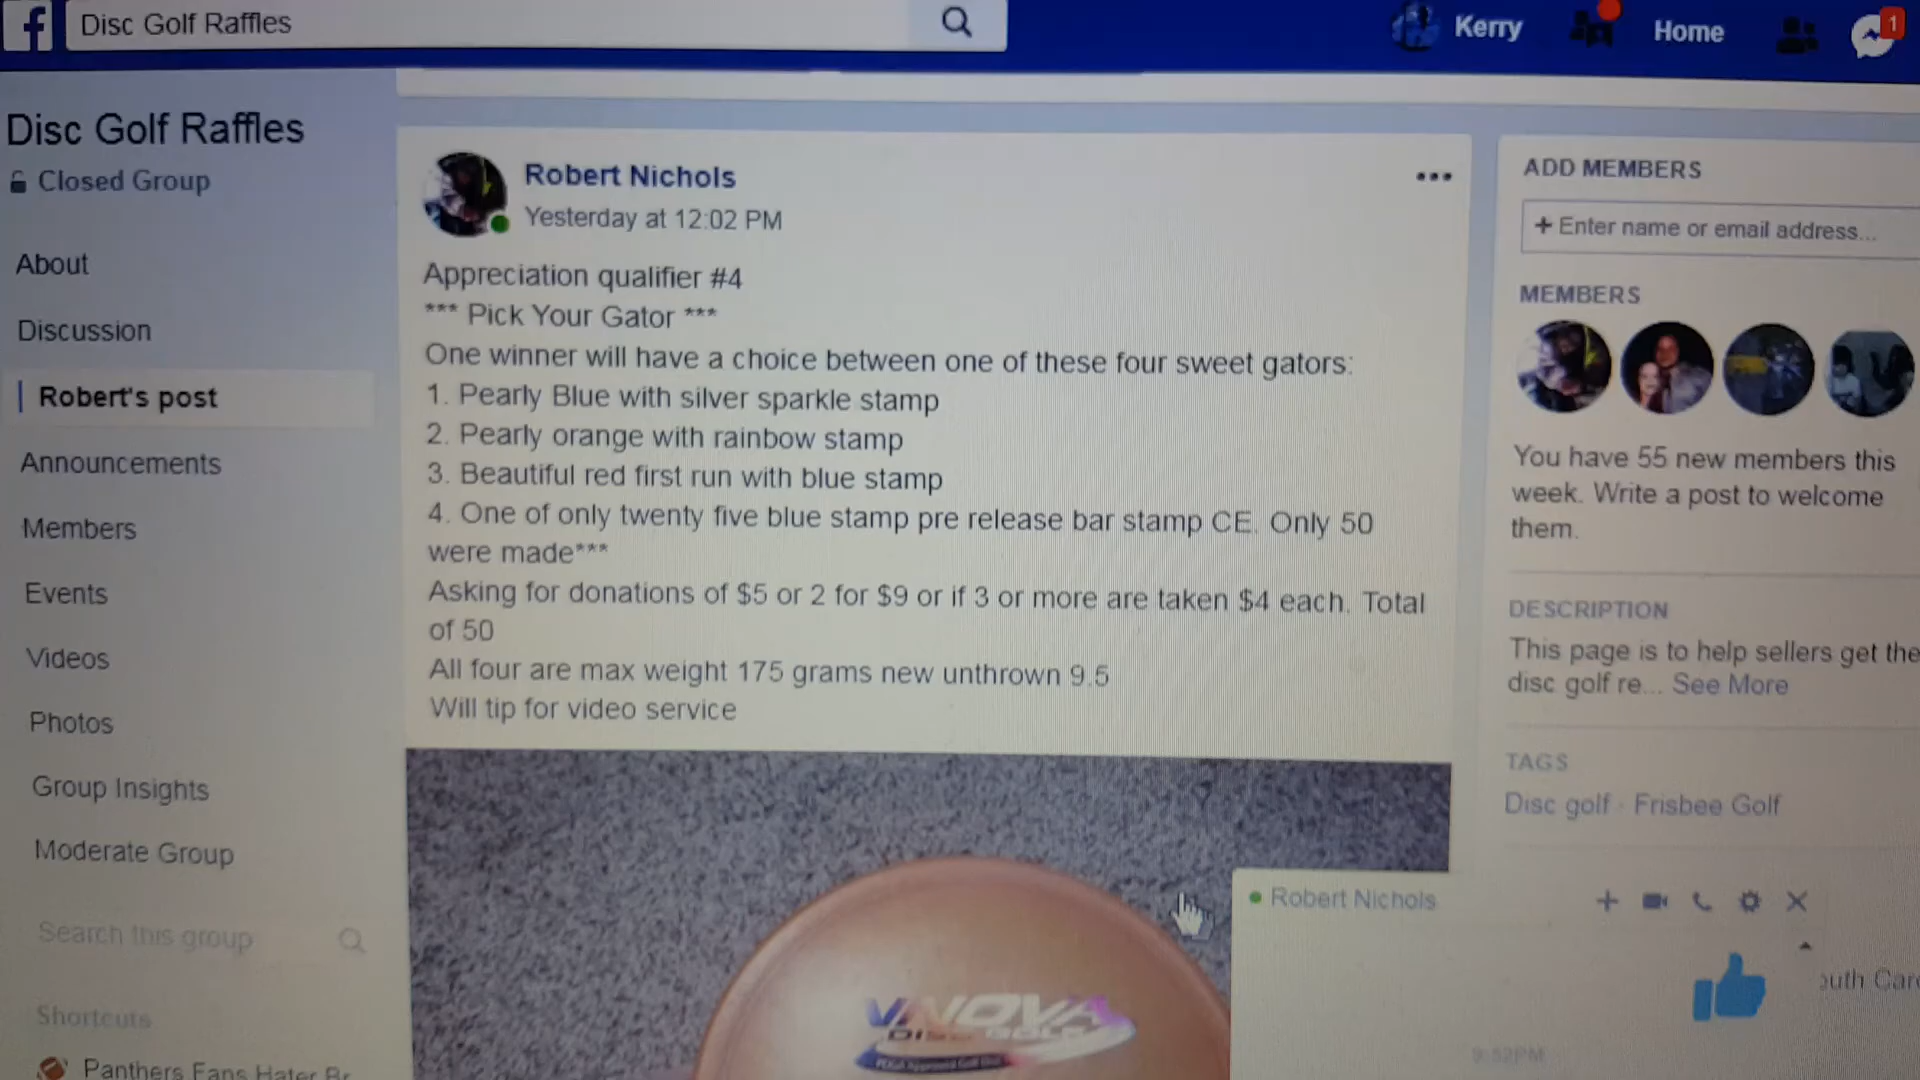 Disc Golf Raffles
Kerry
Home
1
Disc Golf Raffles
Closed Group
About
Discussion
Robert's post
Announcements
Members
Events
Videos
Photos
Group Insights
Moderate Group
Search this group
Shortcuts
Panthers Fans Hater
Robert Nichols
Yesterday at 12:02 PM
Appreciation qualifier #4
*** Pick Your Gator ***
One winner will have a choice between one of these four sweet gators:
1. Pearly Blue with silver sparkle stamp
2. Pearly orange with rainbow stamp
3. Beautiful red first run with blue stamp
4. One of only twenty five blue stamp pre release bar stamp CE. Only 50
were made***
Asking for donations of $5 or 2 for $9 or if 3 or more are taken $4 each. Total
of 50
All four are max weight 175 grams new unthrown 9.5
Will tip for video service
NOVA
DISC GOLF
ADD MEMBERS
+ Enter name or email address...
MEMBERS
You have 55 new members this
week. Write a post to welcome
them.
DESCRIPTION
This page is to help sellers get the
disc golf re... See More
TAGS
Disc golf · Frisbee Golf
Robert Nichols
9:52PM